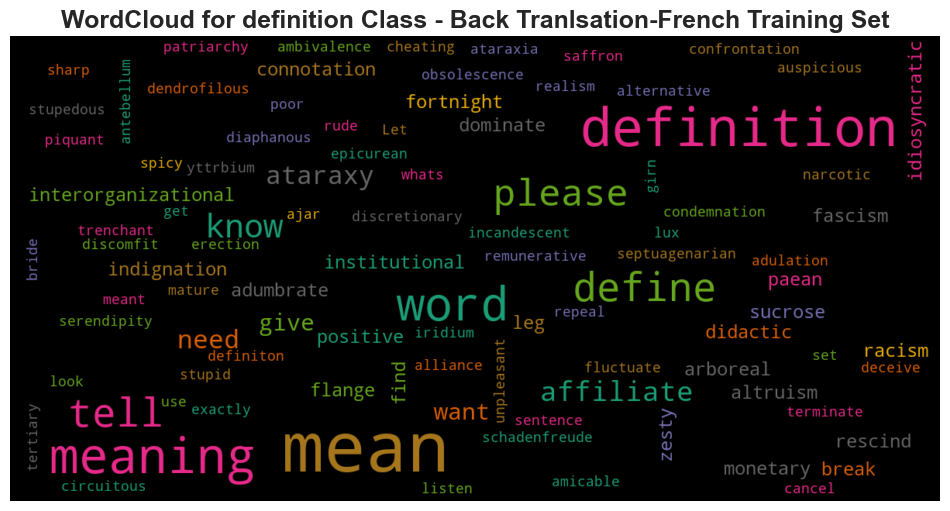 WordCloud for definition Class - Back Tranlsation-French Training Set
patriarchy ambivalence cheating ataraxia saffron confrontation
sharp antebellum connotation obsolescence realism alternative auspicious idiosyncratic
dendrofilous poor fortnight definition
stupedous piquant diaphanous rude Let dominate
spicy yttrbium epicurean whats girn narcotic
interorganizational ataraxy please
get know ajar discretionary condemnation fascism
trenchant incandescent lux
bride discomfit erection remunerative septuagenarian adulation
indignation institutional paean
meant mature adumbrate word define
serendipity give positive iridium leg repeal sucrose
need didactic
definiton alliance unpleasant set racism
look stupid find fluctuate arboreal deceive
use flange affiliate altruism
tertiary tell exactly want sentence zesty terminate
meaning mean schadenfreude rescind
monetary break
circuitous listen amicable cancel